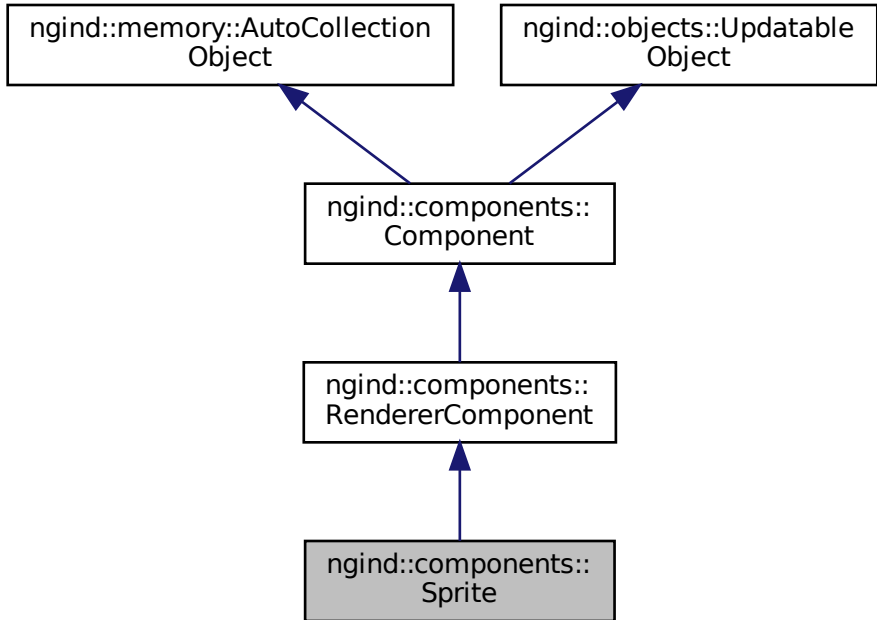 ngind::memory::AutoCollection
Object
ngind::objects::Updatable
Object
ngind::components::
Component
ngind::components::
RendererComponent
ngind::components::
Sprite